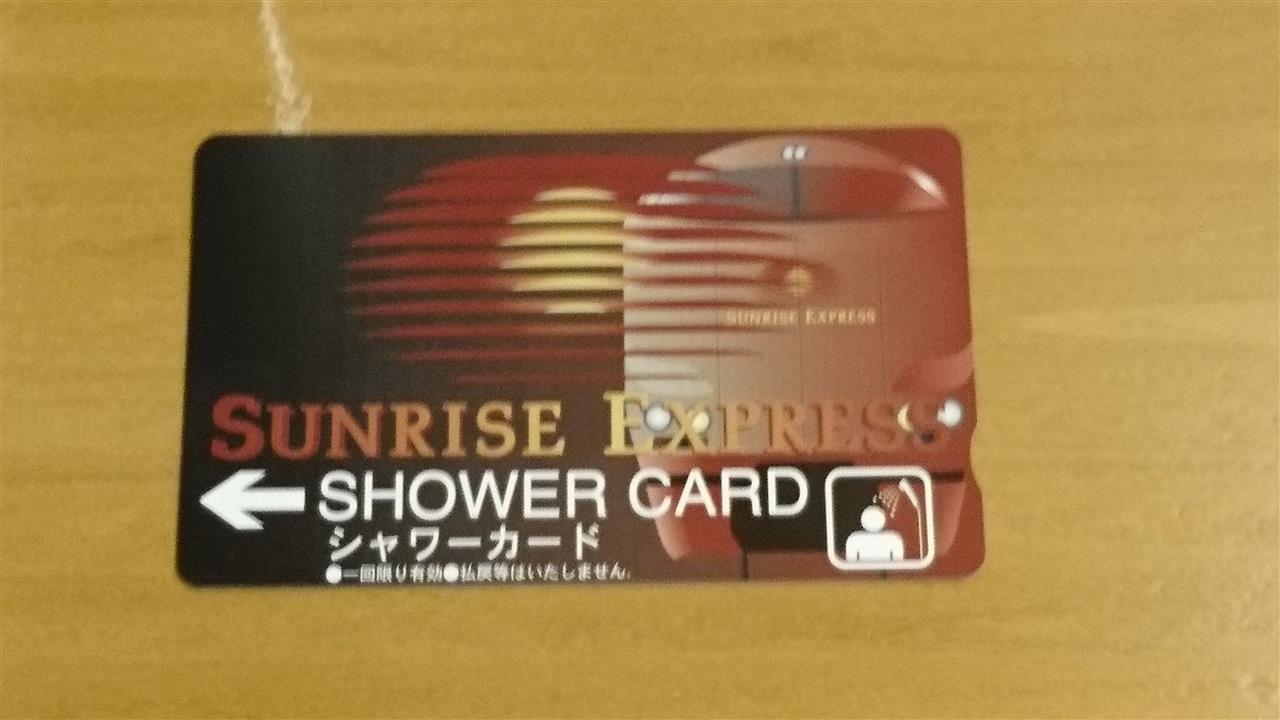 SUNRISE EXPRESS
SUNRISE EXPRESS
SHOWER CARD
シャワーカード
●一回限り有効●払戻等はいたしません。